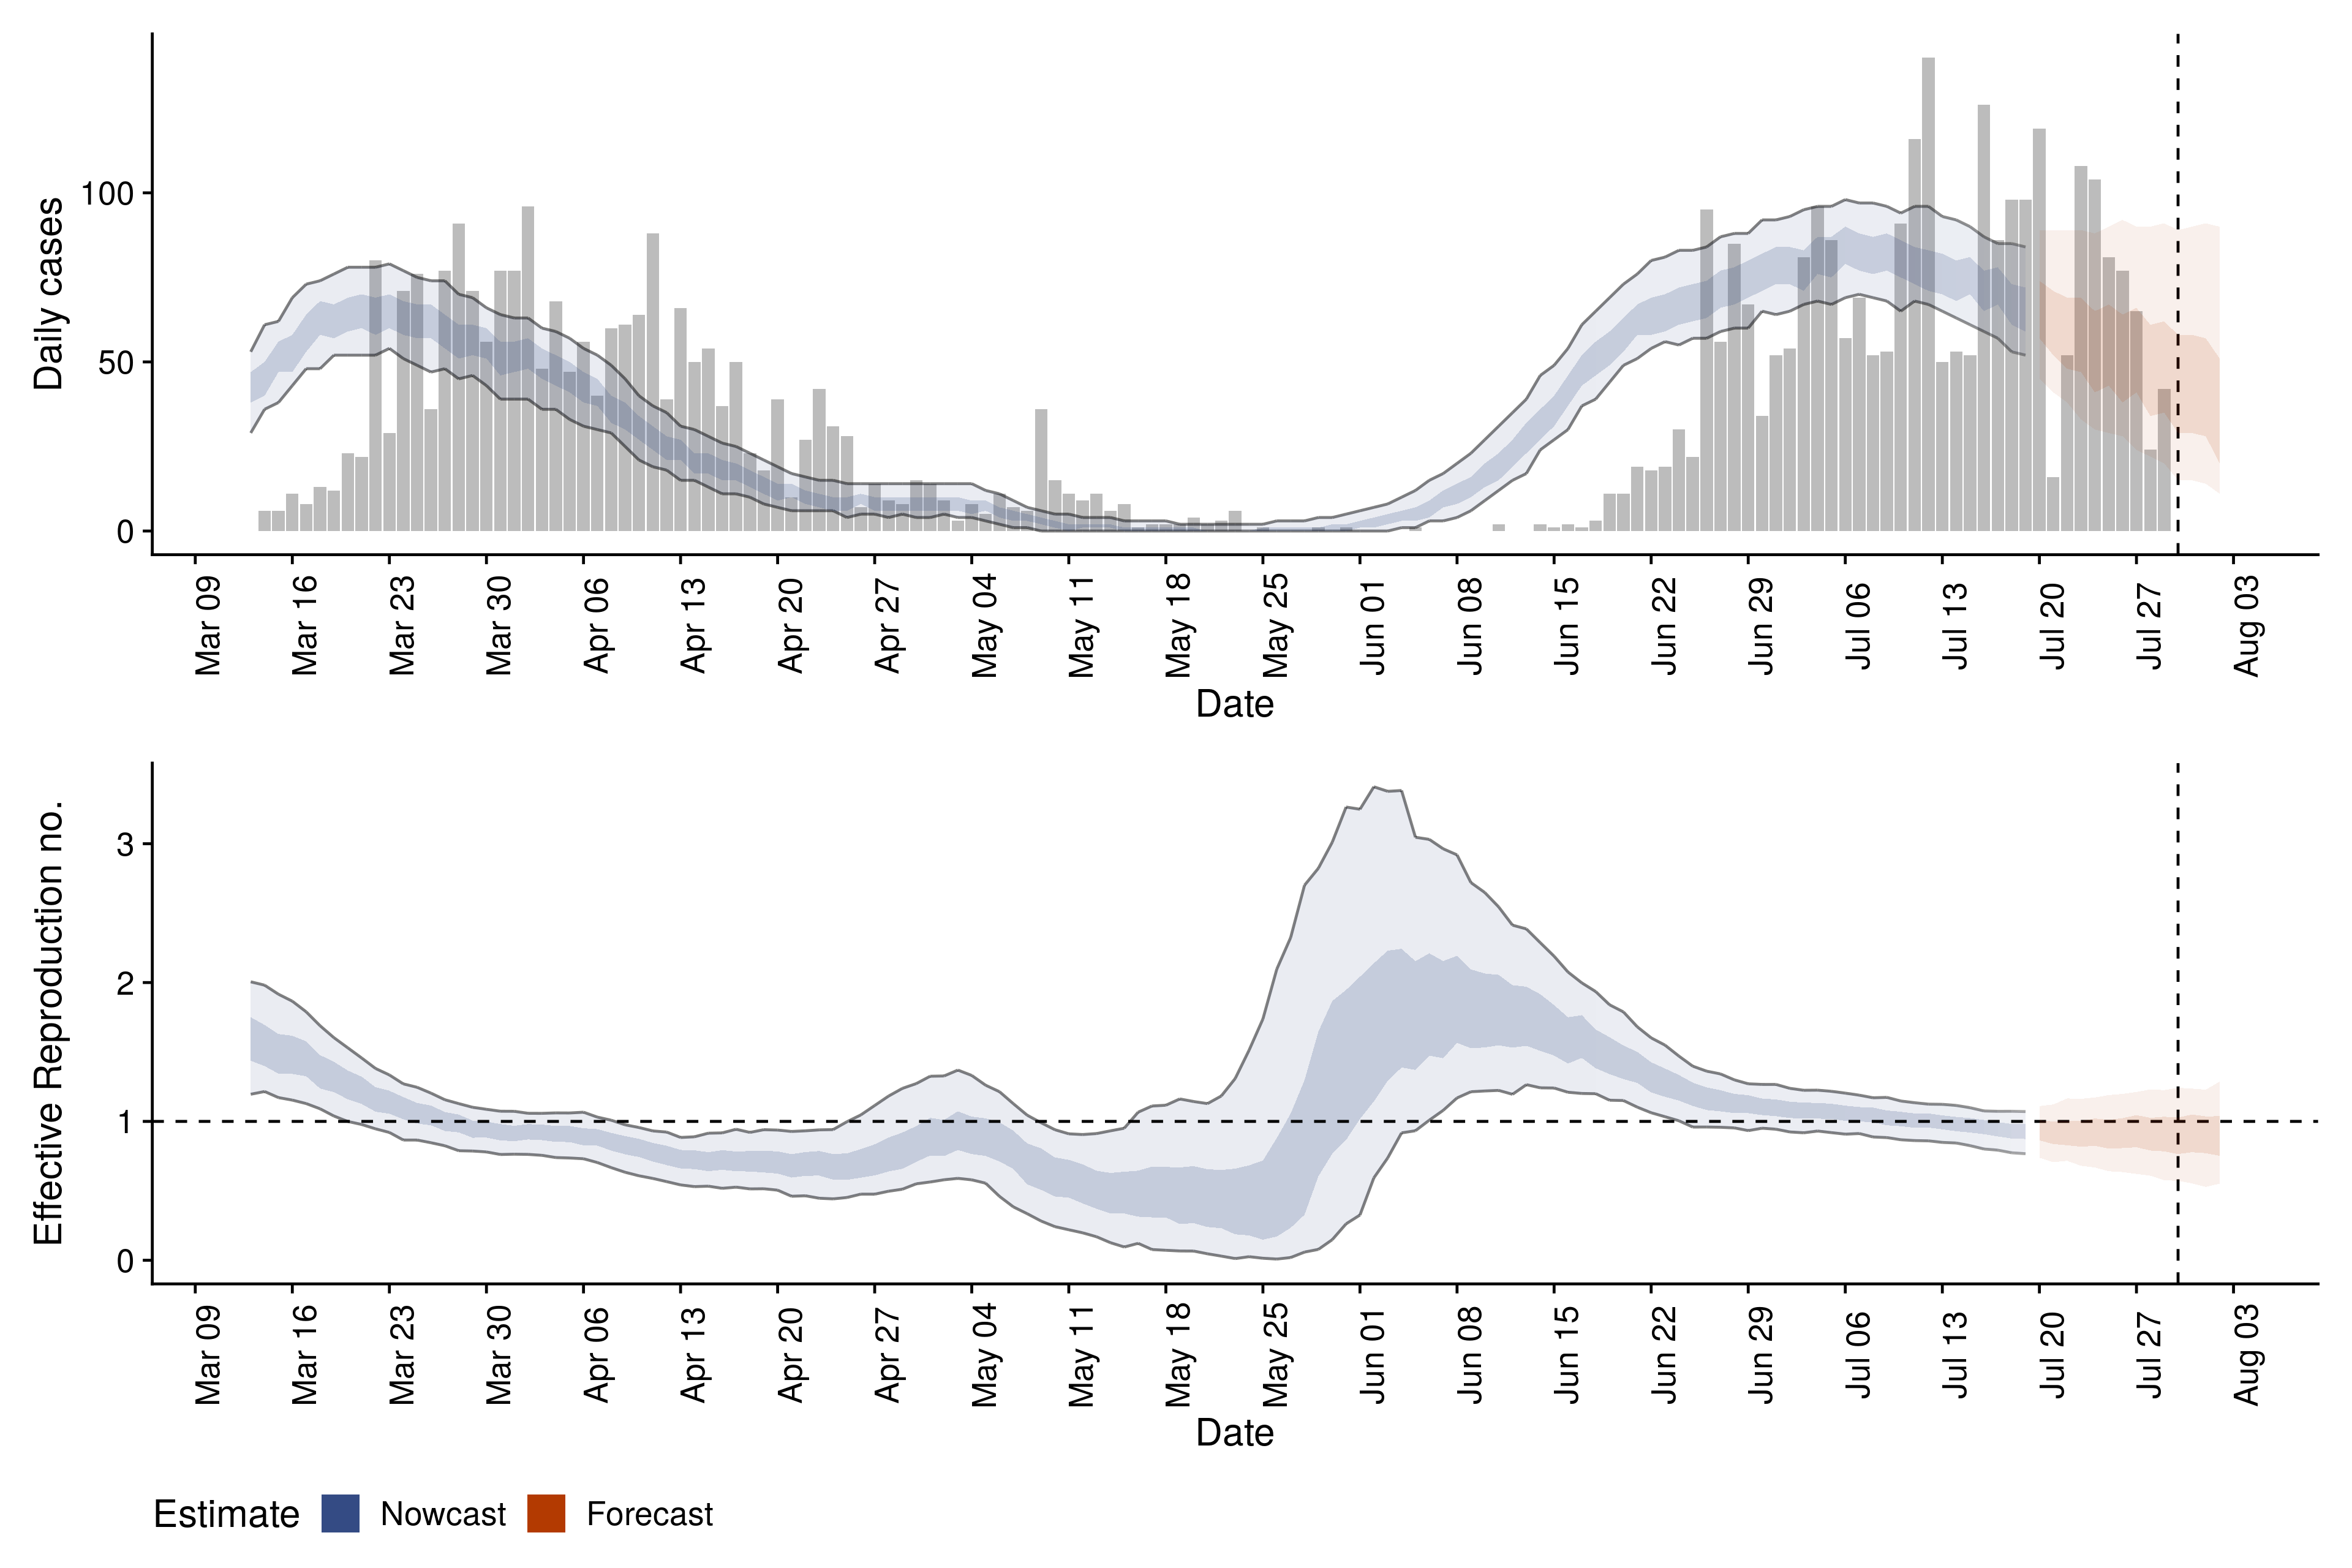 Daily cases
100
50
0
Mar 09
Mar 16
Mar 23
Mar 30
Apr 06
Apr 13
Apr 20
Apr 27
May 04
May 11
May 18
May 25
Jun 01
Jun 08
Jun 15
Jun 22
Jun 29
Jul 06
Jul 13
Jul 20
Jul 27
Aug 03
Date
Effective Reproduction no.
3
2
1
0
Mar 09
Mar 16
Mar 23
Mar 30
Apr 06
Apr 13
Apr 20
Apr 27
May 04
May 11
May 18
May 25
Jun 01
Jun 08
Jun 15
Jun 22
Jun 29
Jul 06
Jul 13
Jul 20
Jul 27
Aug 03
Date
Estimate Nowcast Forecast